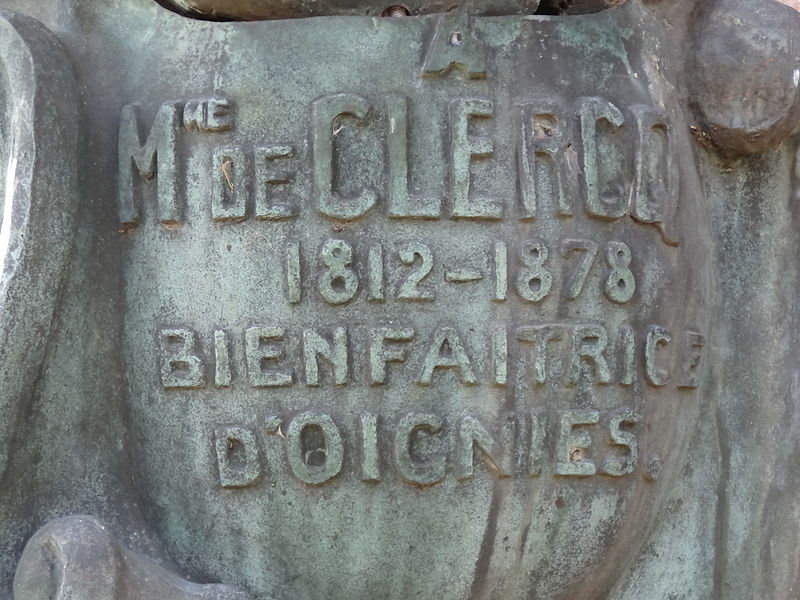 A
Mme DE CLERCQ
1812-1878
BIENFAITRICE
D'OIGNIES.